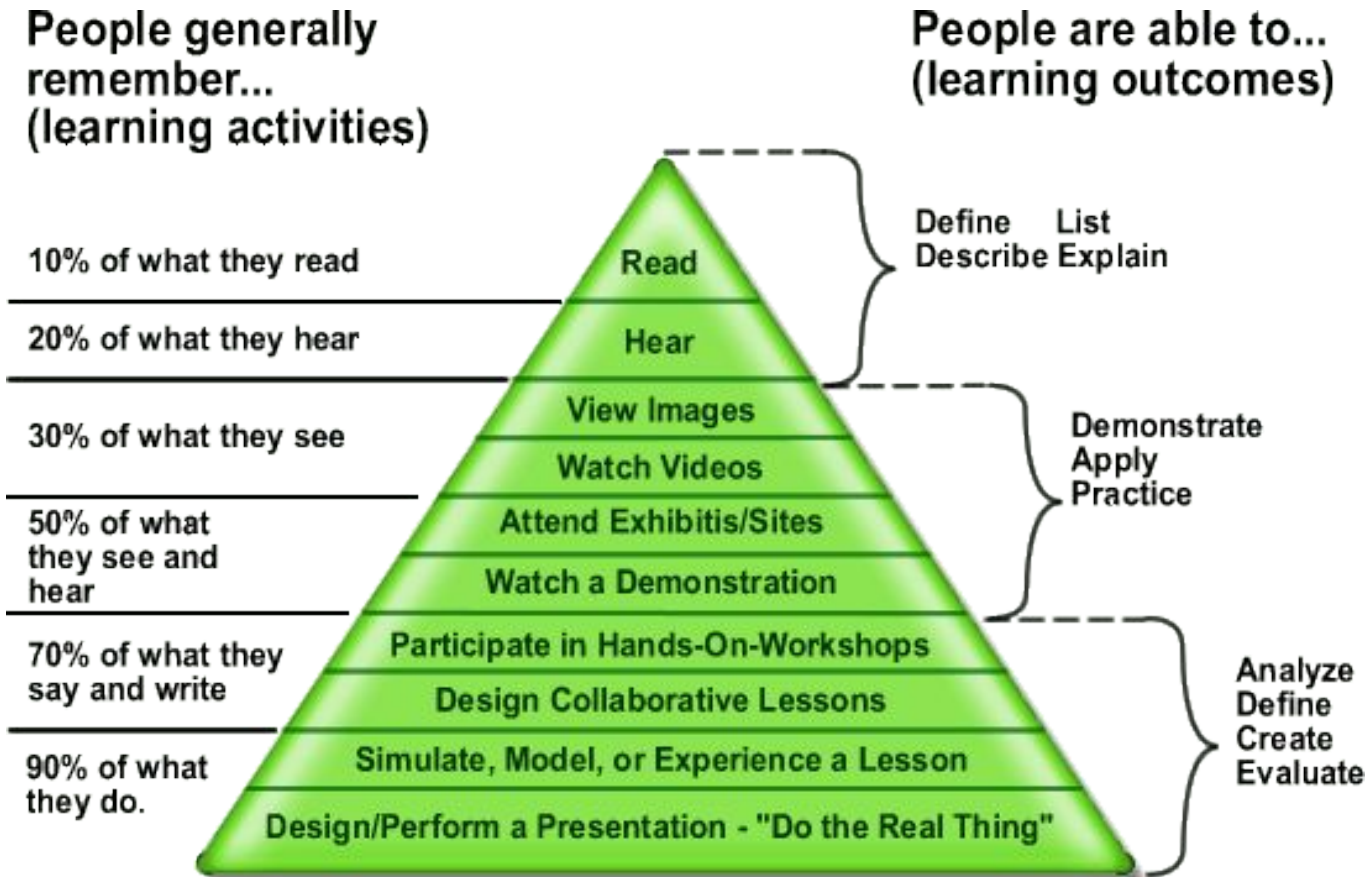 People generally
remember...
(learning activities)
People are able to...
(learning outcomes)
10% of what they read
20% of what they hear
30% of what they see
50% of what
they see and
hear
70% of what they
say and write
90% of what
they do.
Read
Hear
View Images
Watch Videos
Attend Exhibitis/Sites
Watch a Demonstration
Participate in Hands-On-Workshops
Design Collaborative Lessons
Simulate, Model, or Experience a Lesson
Design/Perform a Presentation - "Do the Real Thing"
Define List
Describe Explain
Demonstrate
Apply
Practice
Analyze
Define
Create
Evaluate